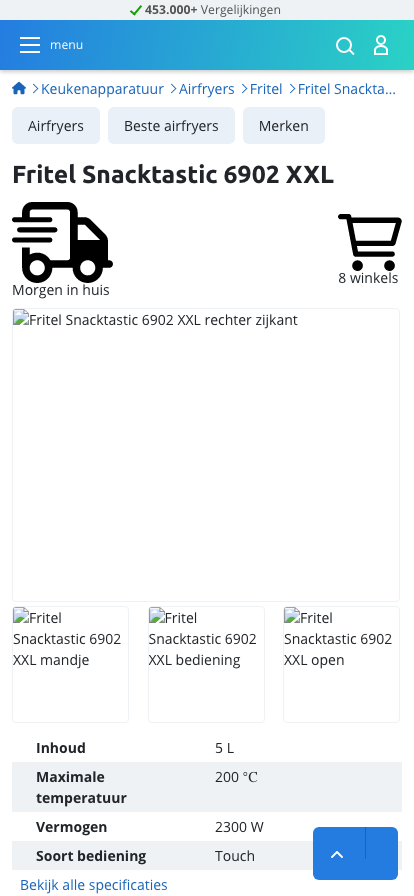 453.000+ Vergelijkingen
menu
Keukenapparatuur Airfryers Fritel Fritel Snackta...
Airfryers Beste airfryers Merken
Fritel Snacktastic 6902 XXL
Morgen in huis
8 winkels
Fritel Snacktastic 6902 XXL rechter zijkant
Fritel
Snacktastic 6902
XXL mandje
Fritel
Snacktastic 6902
XXL bediening
Fritel
Snacktastic 6902
XXL open
Inhoud 5 L
Maximale temperatuur 200 °C
Vermogen 2300 W
Soort bediening Touch
Bekijk alle specificaties